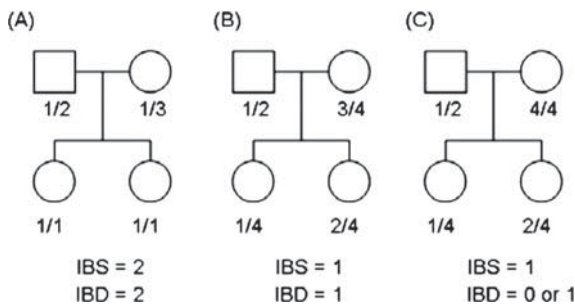 (A) (B) (C)
1/2 1/3 1/2 3/4 1/2 4/4
1/1 1/1 1/4 2/4 1/4 2/4
IBS = 2 IBS = 1 IBS = 1
IBD = 2 IBD = 1 IBD = 0 or 1